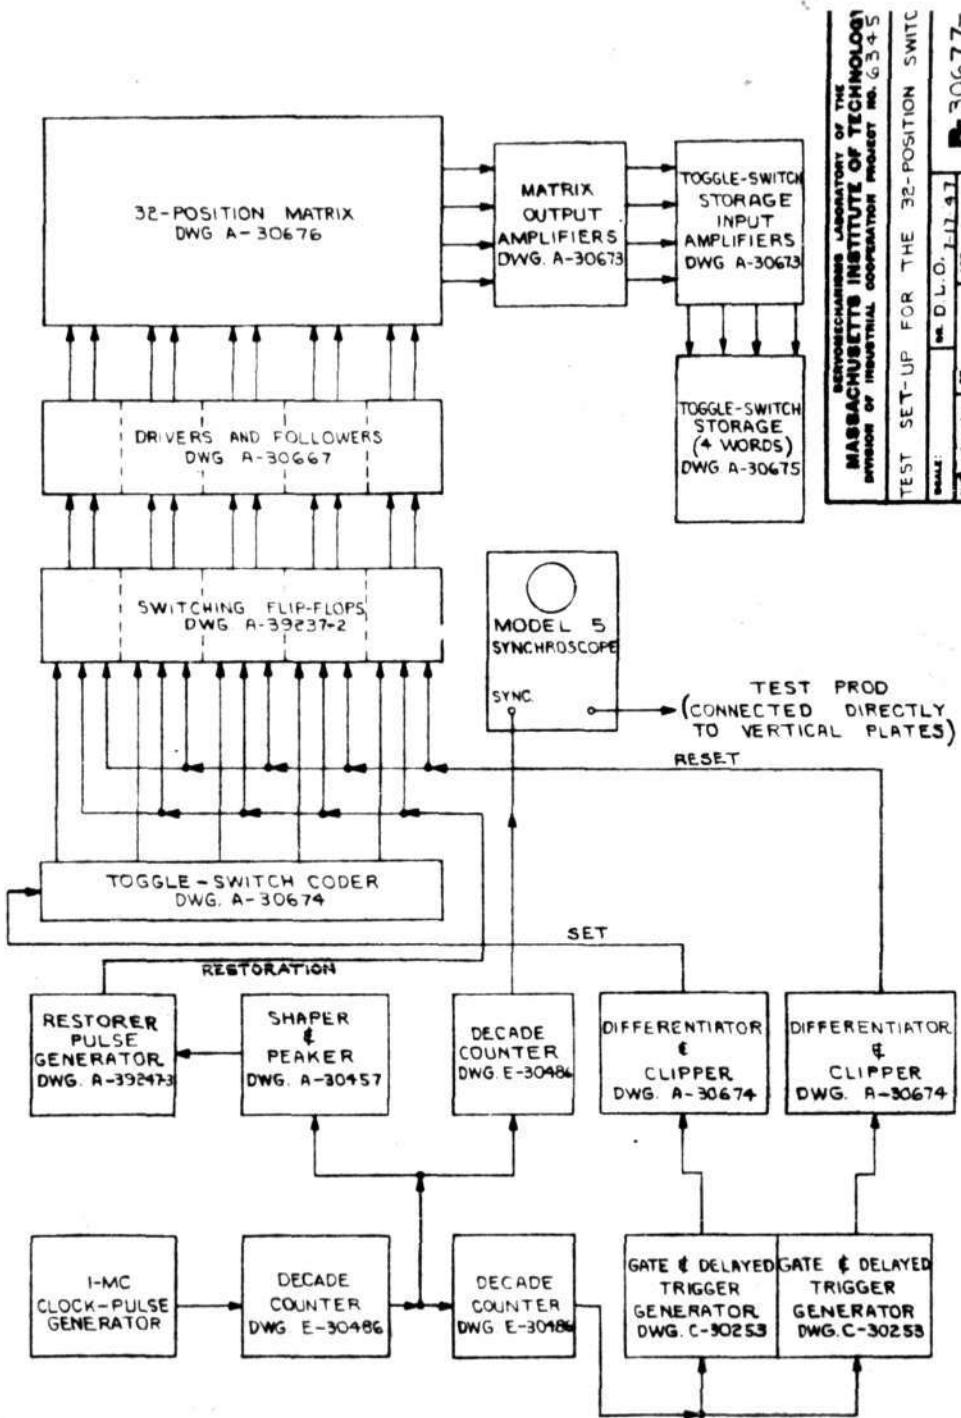 32-POSITION MATRIX
DWG A-30676
MATRIX
OUTPUT
AMPLIFIERS
DWG. A-30673
TOGGLE-SWITCH
STORAGE
INPUT
AMPLIFIERS
DWG A-30673
DRIVERS AND FOLLOWERS
DWG A-30667
TOGGLE-SWITCH
STORAGE
(4 WORDS)
DWG A-30675
SERVOMECHANISMS LABORATORY OF THE
MASSACHUSETTS INSTITUTE OF TECHNOLOGY
DIVISION OF INDUSTRIAL COOPERATION PROJECT NO. 6345
TEST SET-UP FOR THE 32-POSITION SWITC
SCALE:
DR. D.L.O. 7-17-47
30677-
SWITCHING FLIP-FLOPS
DWG A-39237-2
MODEL 5
SYNCHROSCOPE
SYNC.
TEST PROD
(CONNECTED DIRECTLY
TO VERTICAL PLATES)
RESET
TOGGLE-SWITCH CODER
DWG. A-30674
SET
RESTORATION
RESTORER
PULSE
GENERATOR
DWG. A-39247-3
SHAPER
&
PEAKER
DWG. A-30457
DECADE
COUNTER
DWG. E-30486
DIFFERENTIATOR
&
CLIPPER
DWG. A-30674
DIFFERENTIATOR
&
CLIPPER
DWG. A-30674
1-MC
CLOCK-PULSE
GENERATOR
DECADE
COUNTER
DWG E-30486
DECADE
COUNTER
DWG E-30486
GATE & DELAYED
TRIGGER
GENERATOR
DWG. C-30253
GATE & DELAYED
TRIGGER
GENERATOR
DWG. C-30253